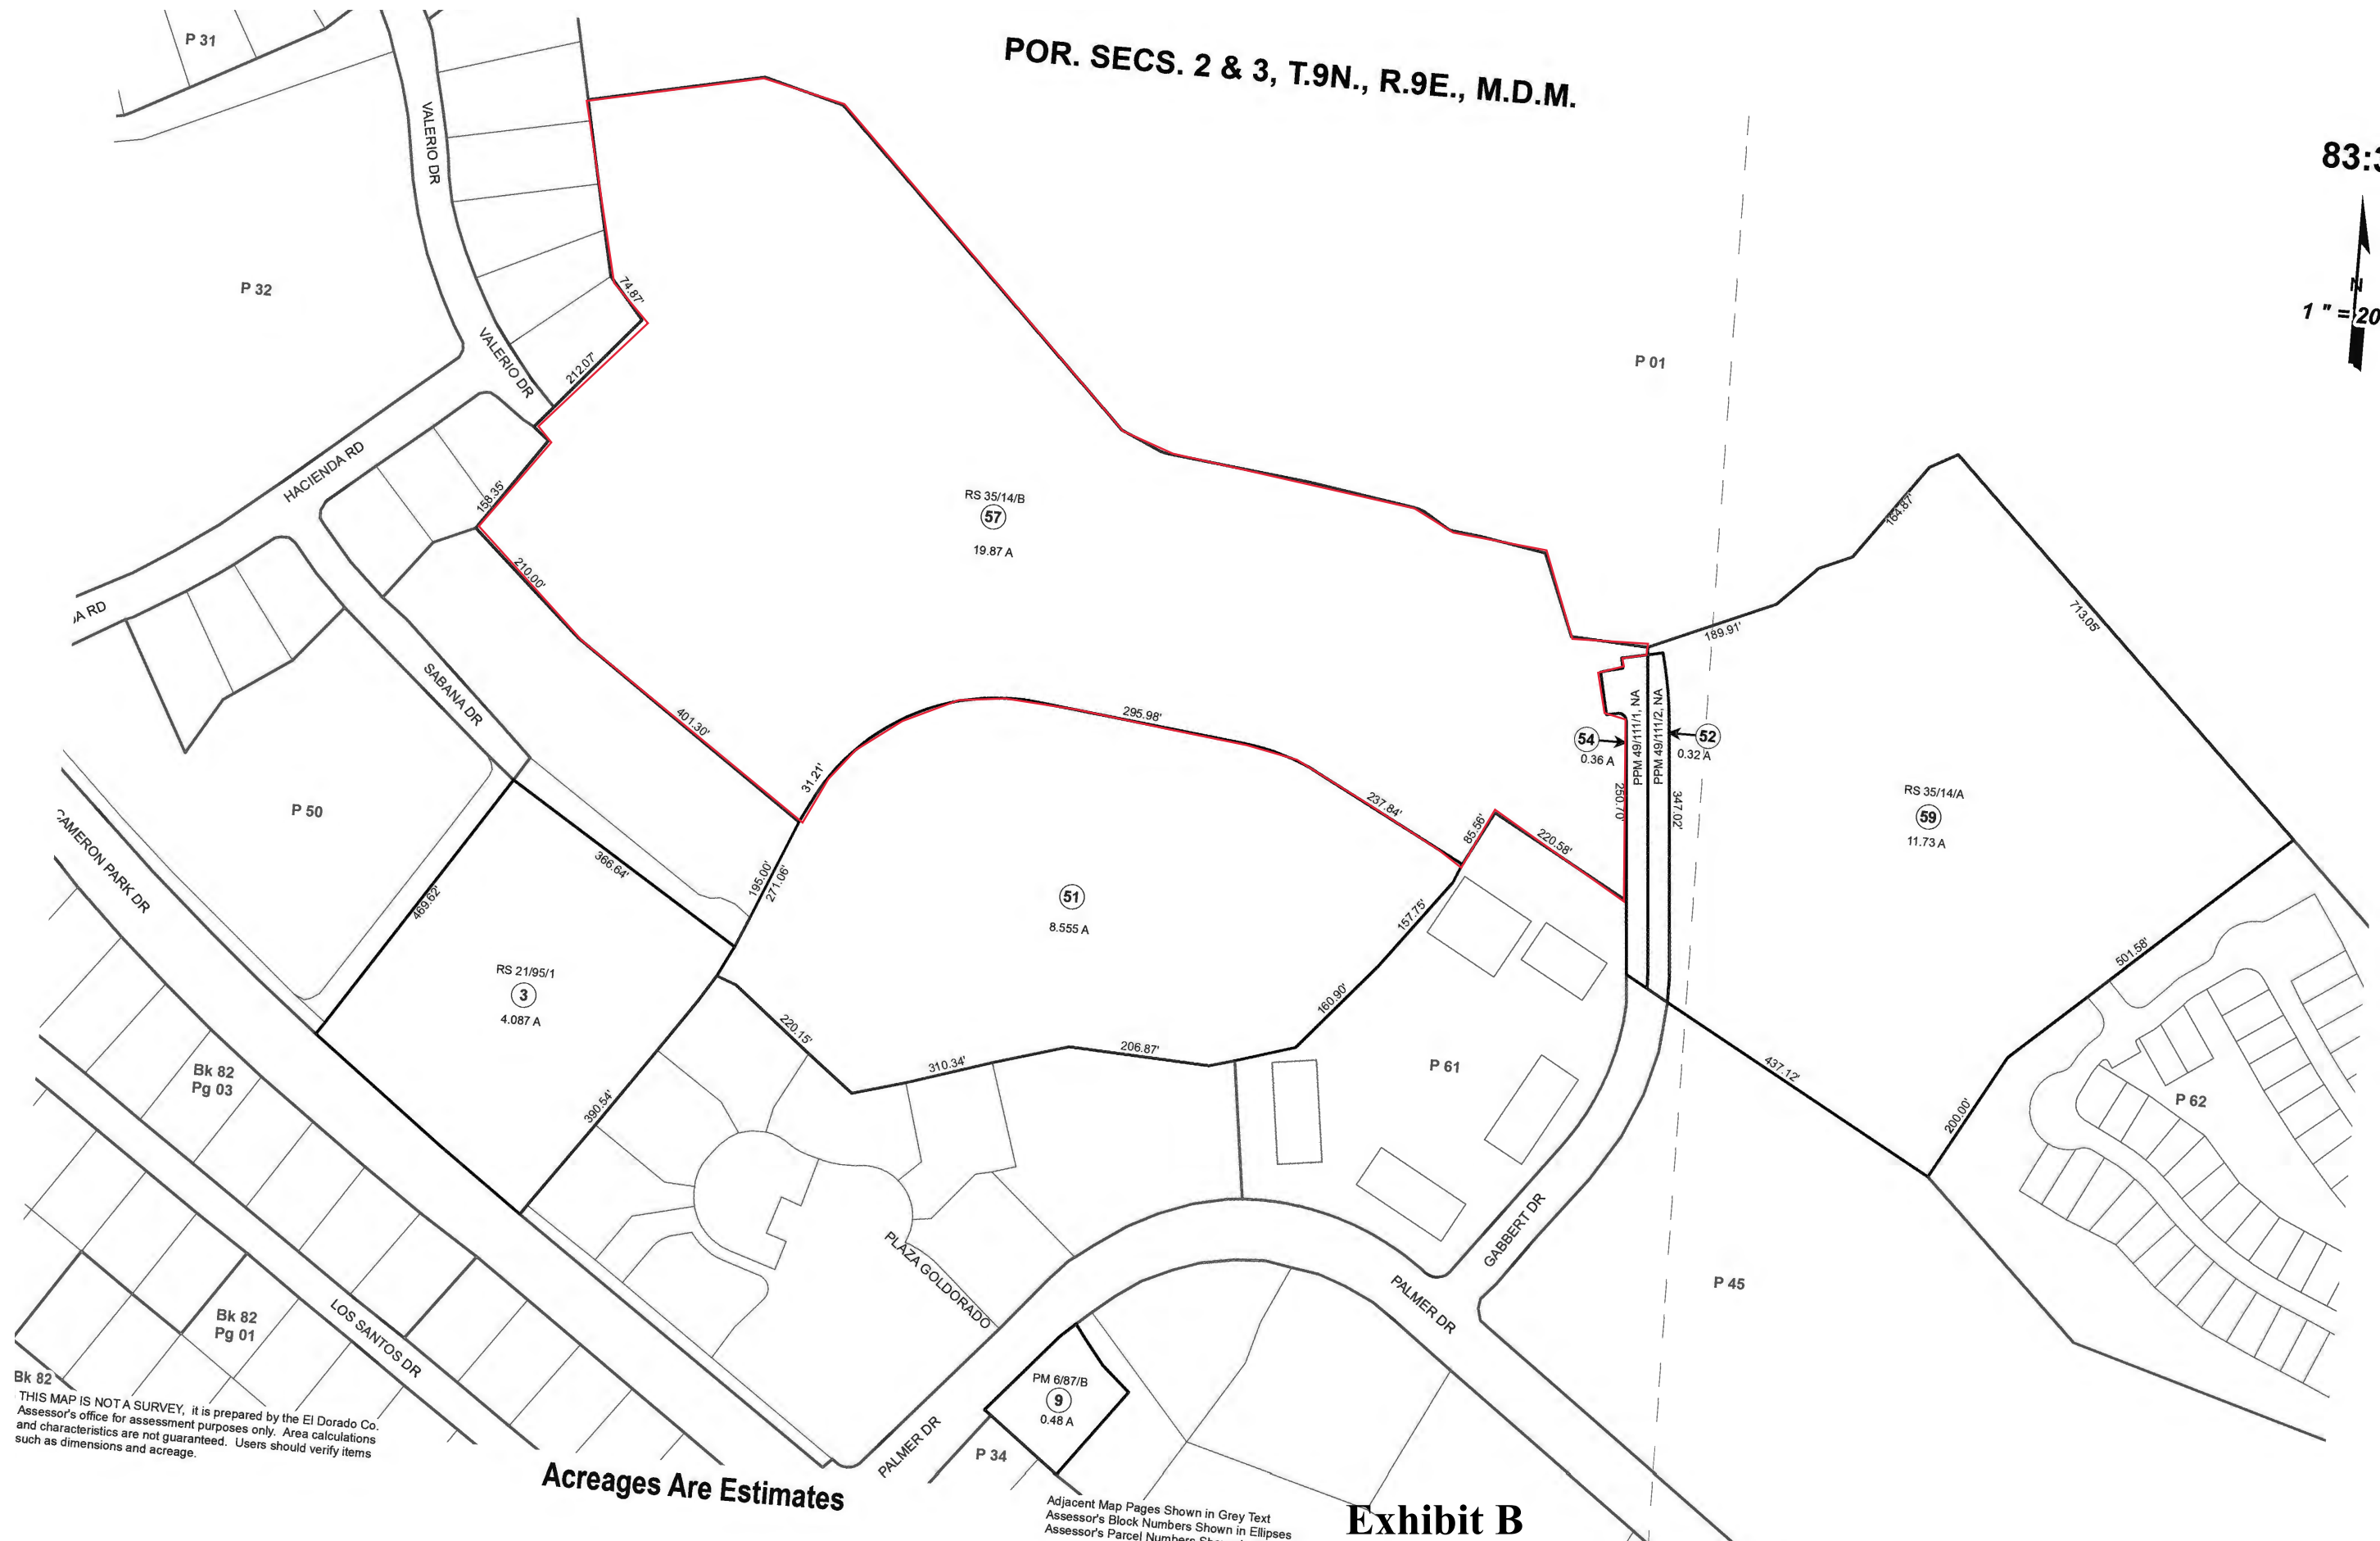 POR. SECS. 2 & 3, T.9N., R.9E., M.D.M.
83:3
N
1 " = 20
P 31
VALERIO DR
P 32
VALERIO DR
74.87'
212.07'
HACIENDA RD
158.35'
210.00'
P 01
RS 35/14/B
57
19.87 A
164.87'
189.91'
713.05'
DA RD
SABANA DR
401.30'
31.21'
295.98'
237.84'
85.56'
220.58'
PPM 49/111/1, NA
PPM 49/111/2, NA
54
0.36 A
52
0.32 A
250.70'
347.02'
RS 35/14/A
59
11.73 A
P 50
CAMERON PARK DR
366.64'
469.62'
195.00'
271.06'
51
8.555 A
157.75'
160.90'
501.58'
RS 21/95/1
3
4.087 A
220.15'
310.34'
206.87'
390.54'
P 61
437.12'
200.00'
P 62
Bk 82
Pg 03
PLAZA GOLDORADO
GABBERT DR
PALMER DR
P 45
Bk 82
Pg 01
LOS SANTOS DR
PM 6/87/B
9
0.48 A
PALMER DR
P 34
Bk 82
THIS MAP IS NOT A SURVEY, it is prepared by the El Dorado Co.
Assessor's office for assessment purposes only. Area calculations
and characteristics are not guaranteed. Users should verify items
such as dimensions and acreage.
Acreages Are Estimates
Adjacent Map Pages Shown in Grey Text
Assessor's Block Numbers Shown in Ellipses
Assessor's Parcel Numbers
Exhibit B